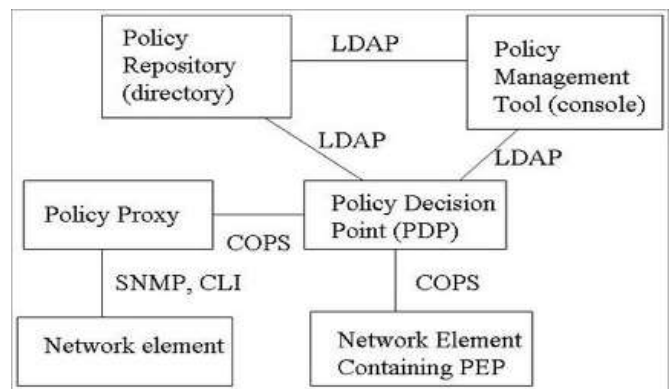 Policy
Repository
(directory)
LDAP
Policy
Management
Tool (console)
LDAP
LDAP
Policy Proxy
COPS
Policy Decision
Point (PDP)
SNMP, CLI
COPS
Network element
Network Element
Containing PEP